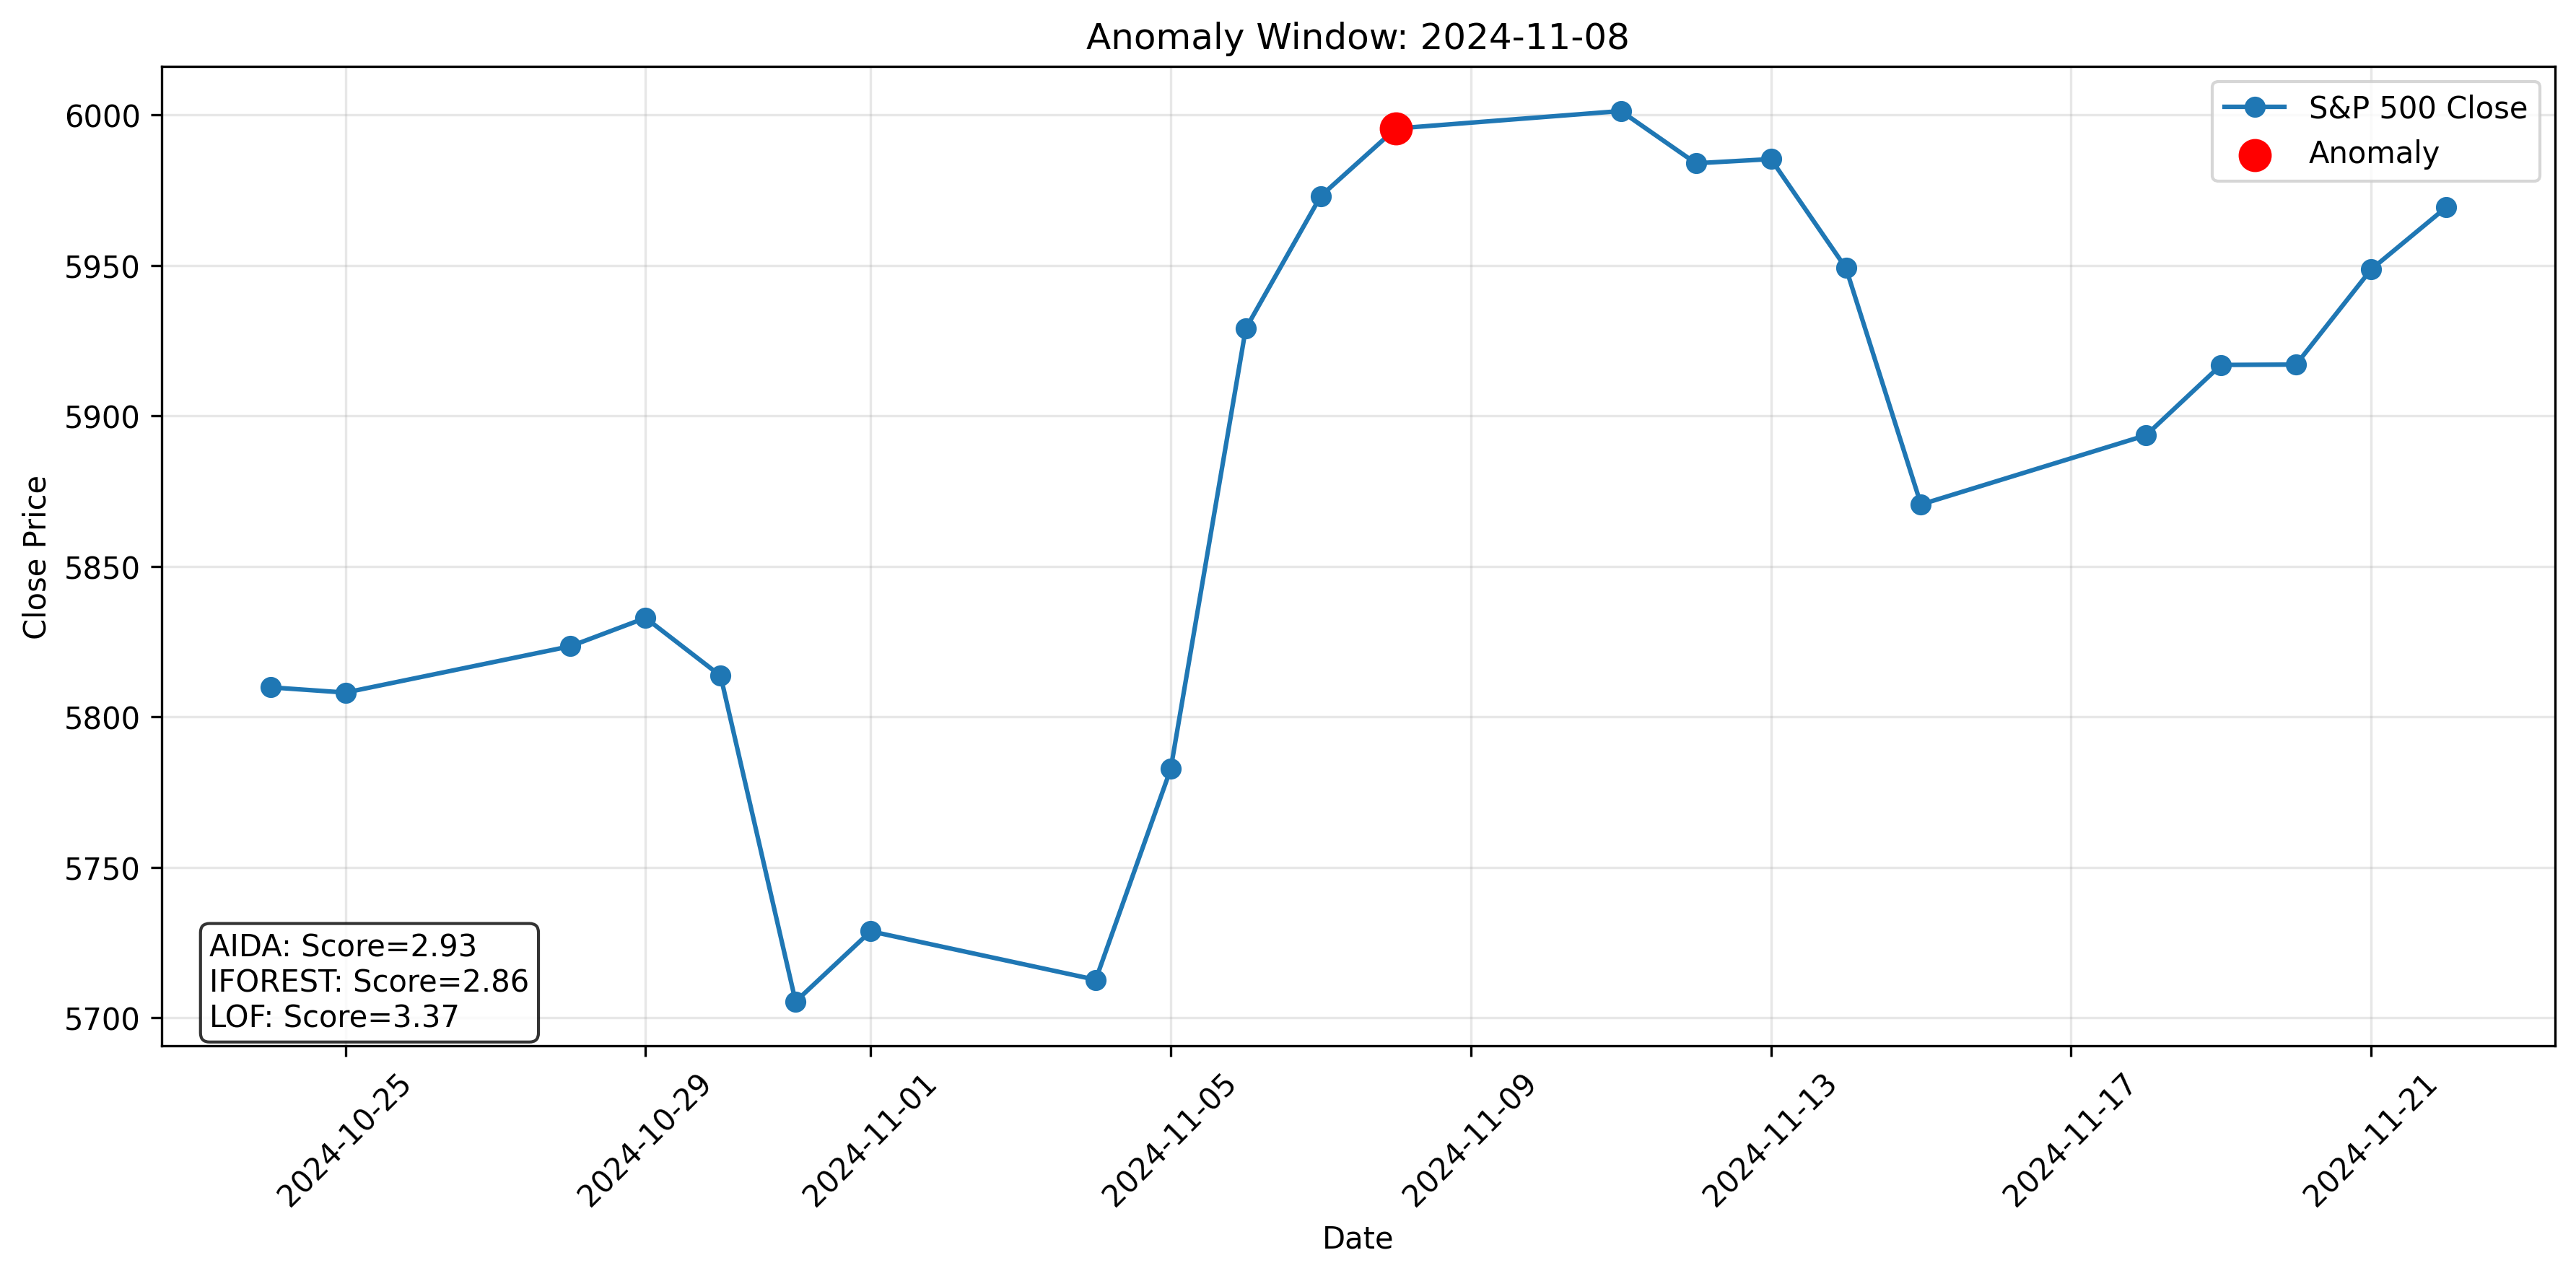 Anomaly Window: 2024-11-08
S&P 500 Close
Anomaly
Close Price
6000
5950
5900
5850
5800
5750
5700
AIDA: Score=2.93
IFOREST: Score=2.86
LOF: Score=3.37
2024-10-25
2024-10-29
2024-11-01
2024-11-05
2024-11-09
2024-11-13
2024-11-17
2024-11-21
Date